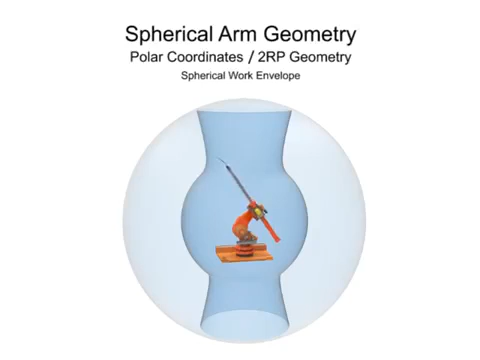 Spherical Arm Geometry
Polar Coordinates / 2RP Geometry
Spherical Work Envelope